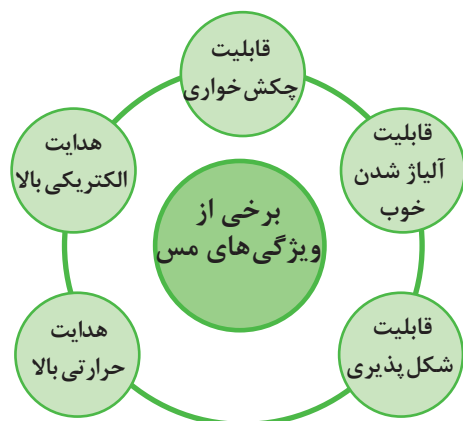 قابلیت
چکش‌خواری
قابلیت
آلیاژ شدن
خوب
هدایت
الکتریکی بالا
برخی از
ویژگی‌های مس
قابلیت
شکل‌پذیری
هدایت
حرارتی بالا